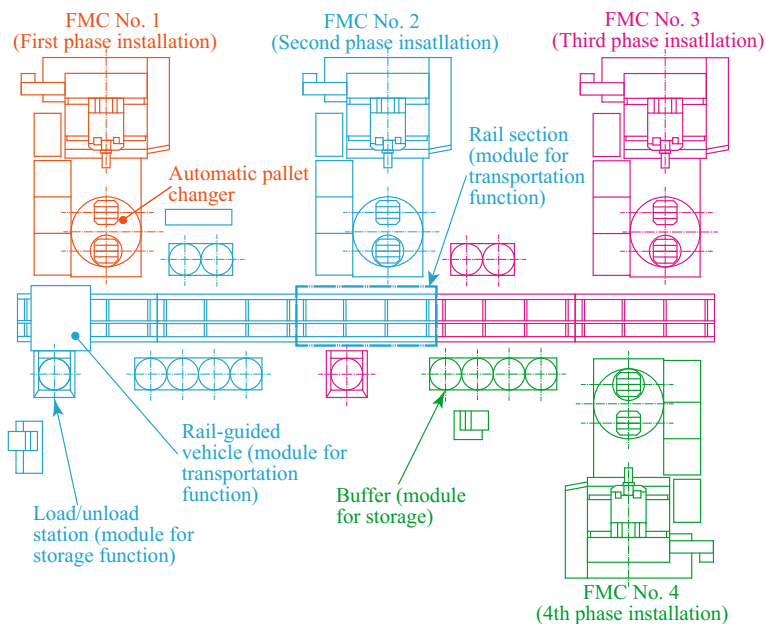 FMC No. 1
(First phase installation)
FMC No. 2
(Second phase insatllation)
FMC No. 3
(Third phase insatllation)
Rail section
(module for
transportation
function)
Automatic pallet
changer
Rail-guided
vehicle (module for
transportation
function)
Buffer (module
for storage)
Load/unload
station (module for
storage function)
FMC No. 4
(4th phase installation)